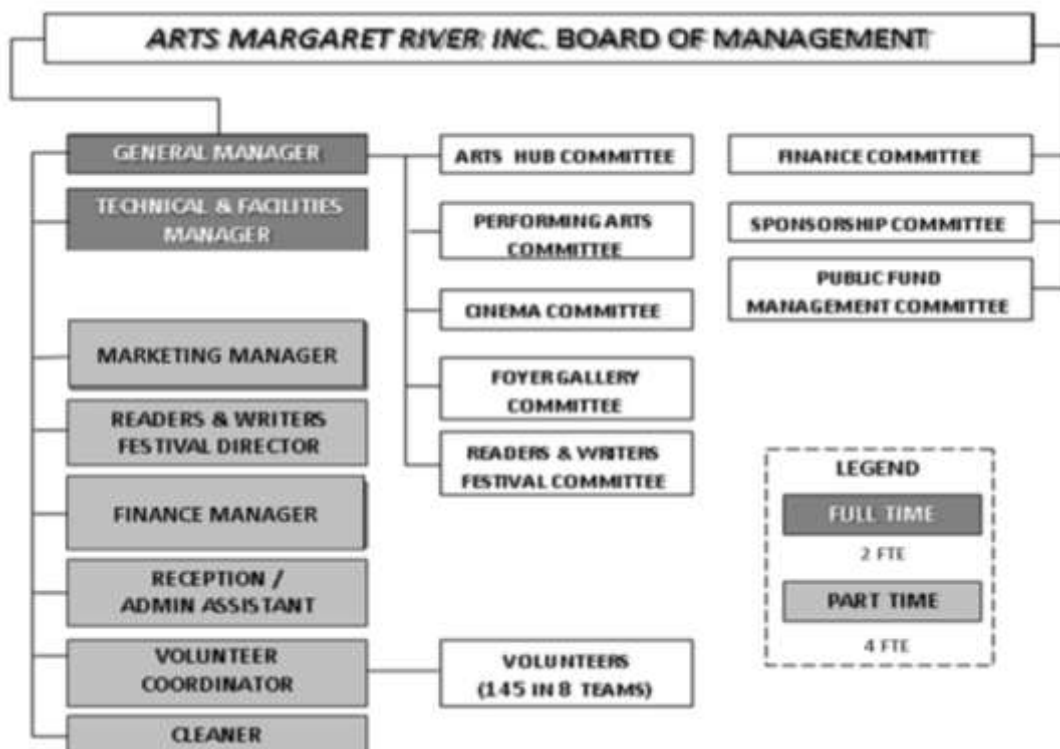 ARTS MARGARET RIVER INC. BOARD OF MANAGEMENT
GENERAL MANAGER
TECHNICAL & FACILITIES
MANAGER
MARKETING MANAGER
READERS & WRITERS
FESTIVAL DIRECTOR
FINANCE MANAGER
RECEPTION /
ADMIN ASSISTANT
VOLUNTEER
COORDINATOR
CLEANER
ARTS HUB COMMITTEE
PERFORMING ARTS
COMMITTEE
CINEMA COMMITTEE
FOYER GALLERY
COMMITTEE
READERS & WRITERS
FESTIVAL COMMITTEE
VOLUNTEERS
(145 IN 8 TEAMS)
FINANCE COMMITTEE
SPONSORSHIP COMMITTEE
PUBLIC FUND
MANAGEMENT COMMITTEE
LEGEND
FULL TIME
2 FTE
PART TIME
4 FTE